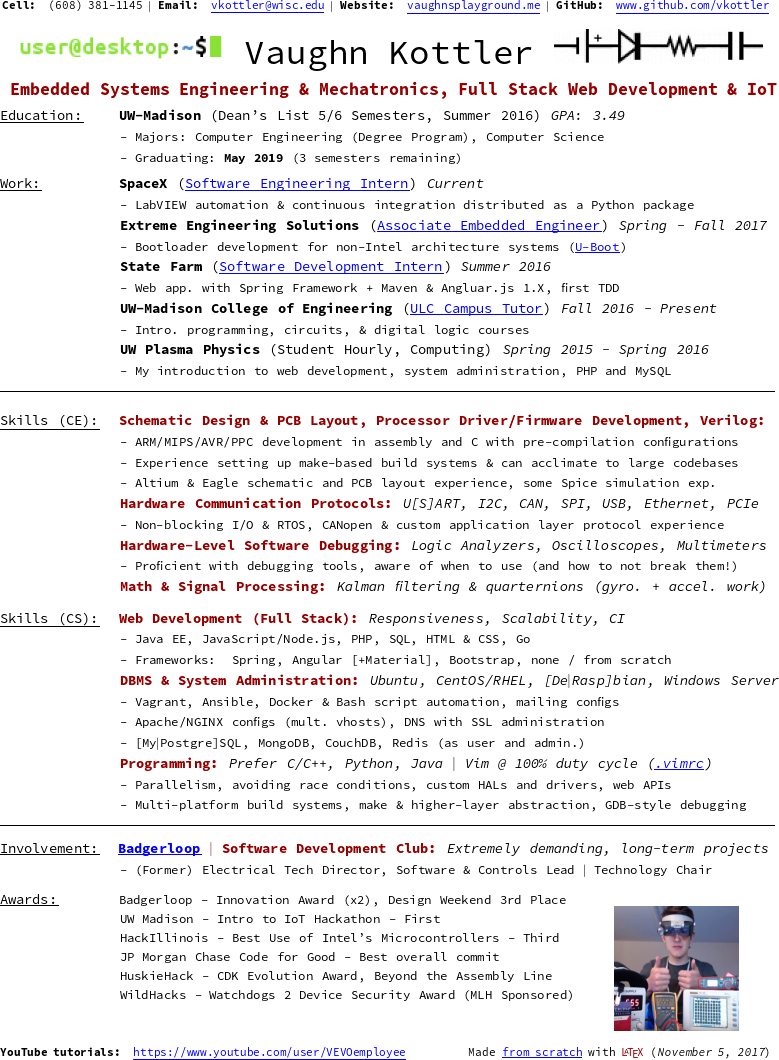 Cell: (608) 381-1145 | Email: vkottler@wisc.edu | Website: vaughnsplayground.me | GitHub: www.github.com/vkottler
user@desktop:~$ Vaughn Kottler
Embedded Systems Engineering & Mechatronics, Full Stack Web Development & IoT
Education: UW-Madison (Dean's List 5/6 Semesters, Summer 2016) GPA: 3.49
- Majors: Computer Engineering (Degree Program), Computer Science
- Graduating: May 2019 (3 semesters remaining)
Work: SpaceX (Software Engineering Intern) Current
- LabVIEW automation & continuous integration distributed as a Python package
Extreme Engineering Solutions (Associate Embedded Engineer) Spring - Fall 2017
- Bootloader development for non-Intel architecture systems (U-Boot)
State Farm (Software Development Intern) Summer 2016
- Web app. with Spring Framework + Maven & Angluar.js 1.X, first TDD
UW-Madison College of Engineering (ULC Campus Tutor) Fall 2016 - Present
- Intro. programming, circuits, & digital logic courses
UW Plasma Physics (Student Hourly, Computing) Spring 2015 - Spring 2016
- My introduction to web development, system administration, PHP and MySQL
Skills (CE): Schematic Design & PCB Layout, Processor Driver/Firmware Development, Verilog:
- ARM/MIPS/AVR/PPC development in assembly and C with pre-compilation configurations
- Experience setting up make-based build systems & can acclimate to large codebases
- Altium & Eagle schematic and PCB layout experience, some Spice simulation exp.
Hardware Communication Protocols: U[S]ART, I2C, CAN, SPI, USB, Ethernet, PCIe
- Non-blocking I/O & RTOS, CANopen & custom application layer protocol experience
Hardware-Level Software Debugging: Logic Analyzers, Oscilloscopes, Multimeters
- Proficient with debugging tools, aware of when to use (and how to not break them!)
Math & Signal Processing: Kalman filtering & quarternions (gyro. + accel. work)
Skills (CS): Web Development (Full Stack): Responsiveness, Scalability, CI
- Java EE, JavaScript/Node.js, PHP, SQL, HTML & CSS, Go
- Frameworks: Spring, Angular [+Material], Bootstrap, none / from scratch
DBMS & System Administration: Ubuntu, CentOS/RHEL, [De|Rasp]bian, Windows Server
- Vagrant, Ansible, Docker & Bash script automation, mailing configs
- Apache/NGINX configs (mult. vhosts), DNS with SSL administration
- [My|Postgre]SQL, MongoDB, CouchDB, Redis (as user and admin.)
Programming: Prefer C/C++, Python, Java | Vim @ 100% duty cycle (.vimrc)
- Parallelism, avoiding race conditions, custom HALs and drivers, web APIs
- Multi-platform build systems, make & higher-layer abstraction, GDB-style debugging
Involvement: Badgerloop | Software Development Club: Extremely demanding, long-term projects
- (Former) Electrical Tech Director, Software & Controls Lead | Technology Chair
Awards: Badgerloop - Innovation Award (x2), Design Weekend 3rd Place
UW Madison - Intro to IoT Hackathon - First
HackIllinois - Best Use of Intel's Microcontrollers - Third
JP Morgan Chase Code for Good - Best overall commit
HuskieHack - CDK Evolution Award, Beyond the Assembly Line
WildHacks - Watchdogs 2 Device Security Award (MLH Sponsored)
YouTube tutorials: https://www.youtube.com/user/VEVOemployee Made from scratch with LATEX (November 5, 2017)